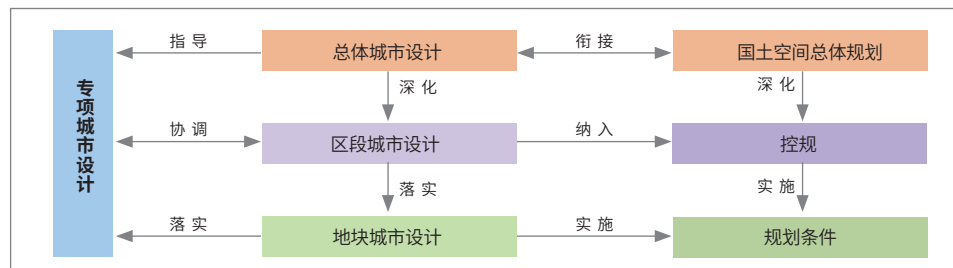 指导
总体城市设计
衔接
国土空间总体规划
深化
深化
专项城市设计
协调
区段城市设计
纳入
控规
落实
实施
落实
地块城市设计
实施
规划条件